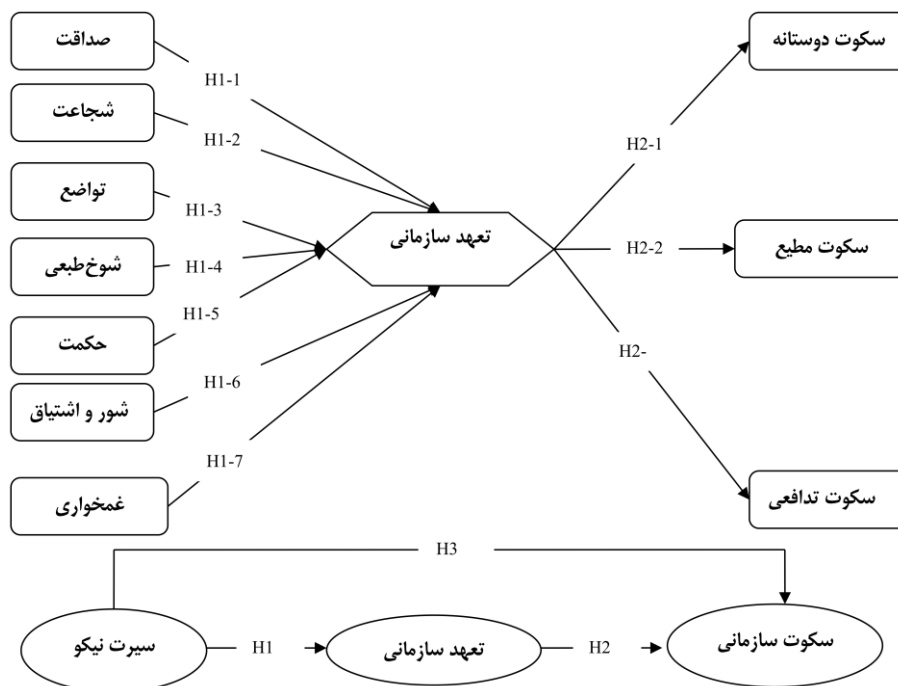 صداقت
شجاعت
تواضع
شوخ‌طبعی
حکمت
شور و اشتیاق
غمخواری
H1-1
H1-2
H1-3
H1-4
H1-5
H1-6
H1-7
تعهد سازمانی
H2-1
H2-2
H2-
سکوت دوستانه
سکوت مطیع
سکوت تدافعی
H3
سیرت نیکو
H1
تعهد سازمانی
H2
سکوت سازمانی